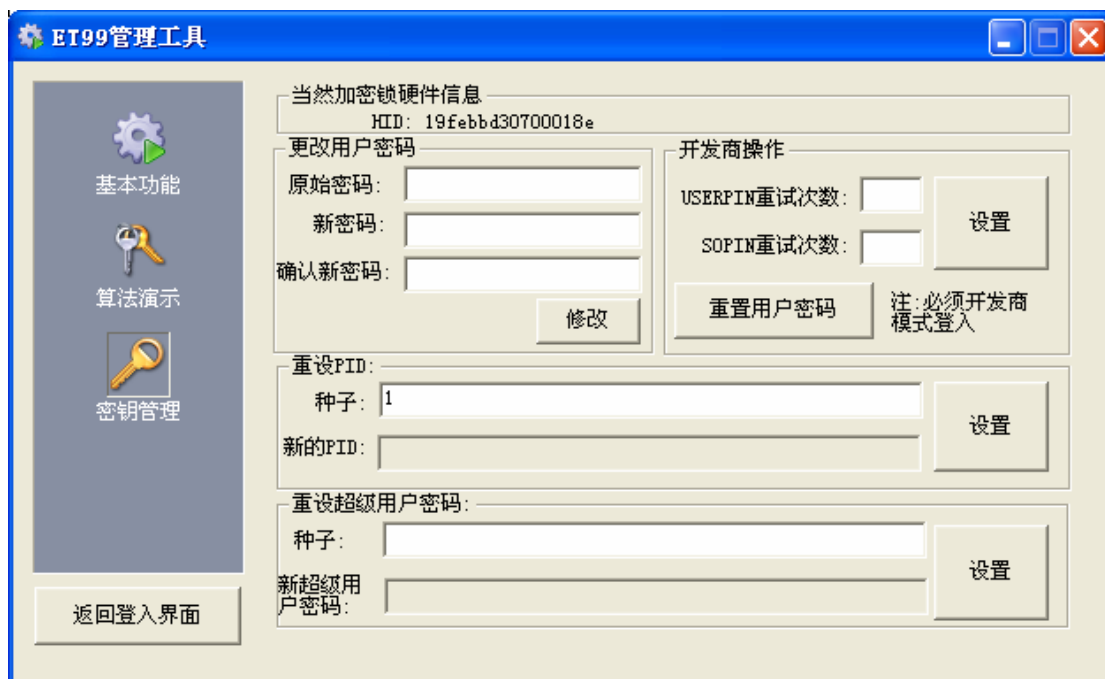 ET99管理工具
基本功能
算法演示
密钥管理
返回登入界面
当然加密锁硬件信息
HID: 19febbd30700018e
更改用户密码
原始密码:
新密码:
确认新密码:
修改
开发商操作
USERPIN重试次数:
SOPIN重试次数:
设置
重置用户密码
注:必须开发商
模式登入
重设PID:
种子: 1
新的PID:
设置
重设超级用户密码:
种子:
新超级用
户密码:
设置